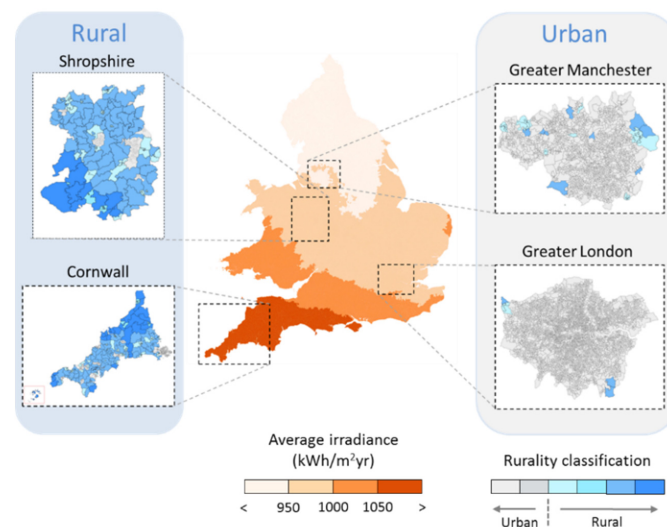 Rural
Shropshire
Cornwall
Urban
Greater Manchester
Greater London
Average irradiance
(kWh/m²yr)
< 950 1000 1050 >
Rurality classification
Urban Rural